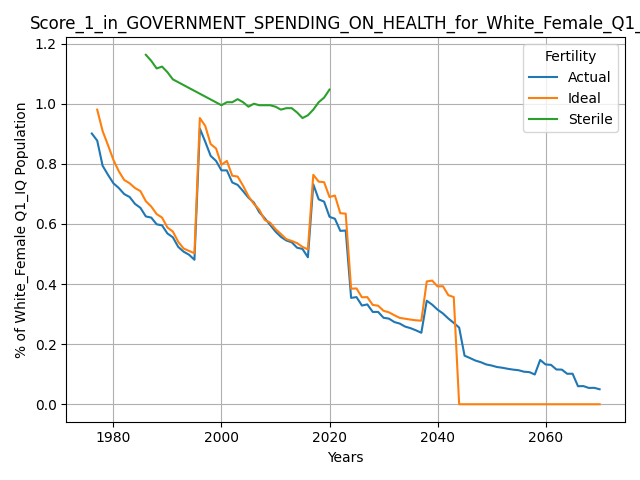 Score_1_in_GOVERNMENT_SPENDING_ON_HEALTH_for_White_Female_Q1_
1.2
1.0
0.8
0.6
0.4
0.2
0.0
% of White_Female Q1_IQ Population
Fertility
Actual
Ideal
Sterile
1980
2000
2020
2040
2060
Years